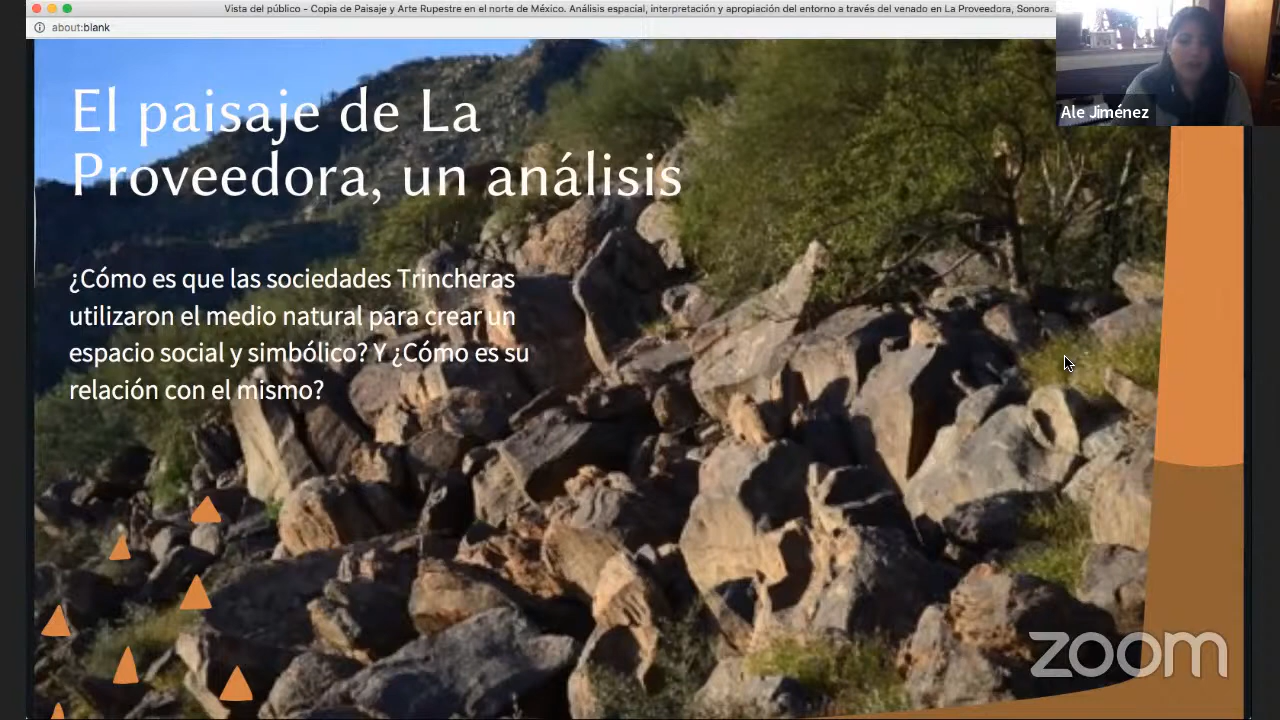 Vista del público - Copia de Paisaje y Arte Rupestre en el norte de México. Análisis espacial, interpretación y apropiación del entorno a través del venado en La Proveedora, Sonora.
about:blank
Ale Jiménez
El paisaje de La
Proveedora, un análisis
¿Cómo es que las sociedades Trincheras
utilizaron el medio natural para crear un
espacio social y simbólico? Y ¿Cómo es su
relación con el mismo?
zoom